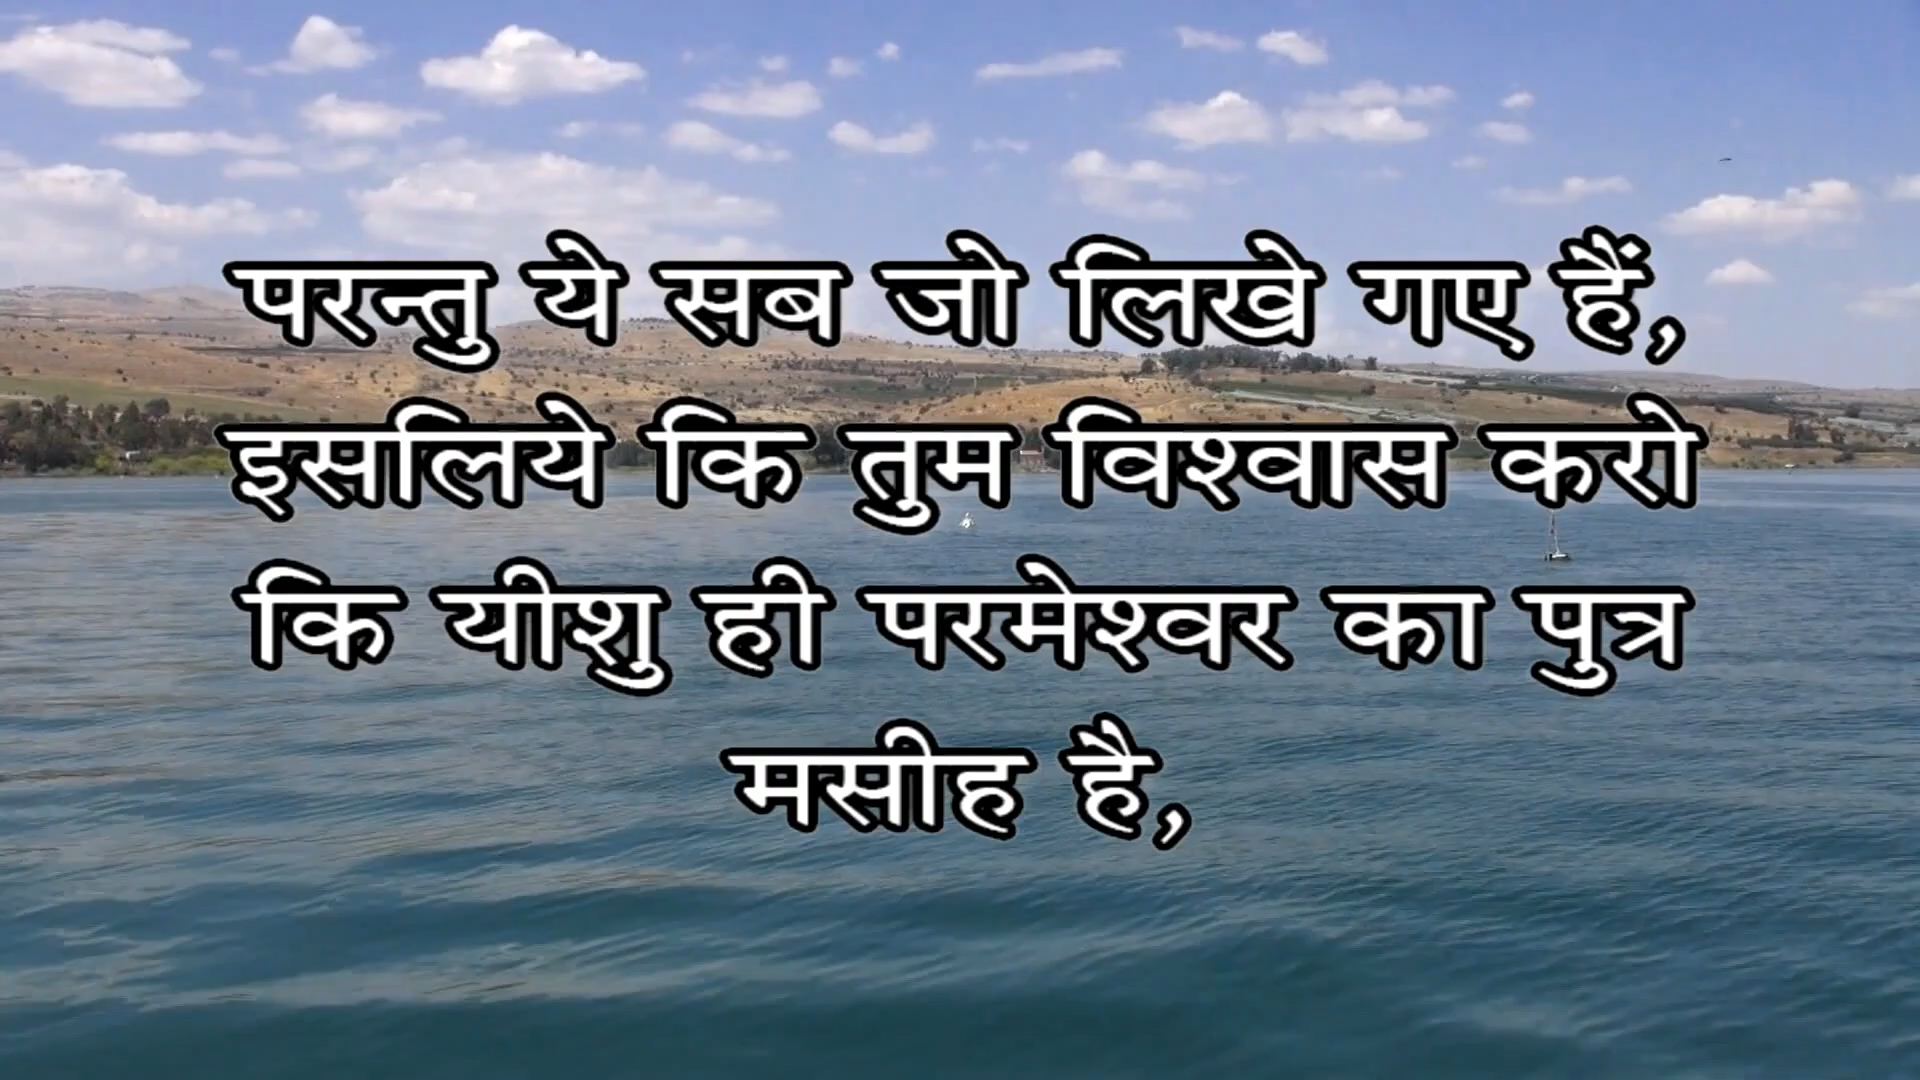 परन्तु ये सब जो लिखे गए हैं,
इसलिये कि तुम विश्वास करो
कि यीशु ही परमेश्वर का पुत्र
मसीह है,